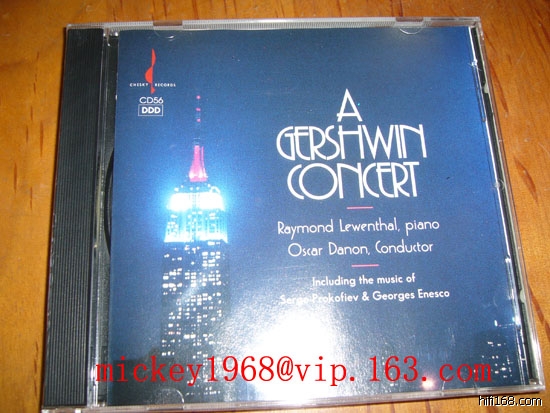 CHESKY RECORDS
CD56
DDD
A
GERSHWIN
CONCERT
Raymond Lewenthal, piano
Oscar Danon, Conductor
Including the music of
Serge Prokofiev & Georges Enesco
mickey1968@vip.163.com
hifi168.com